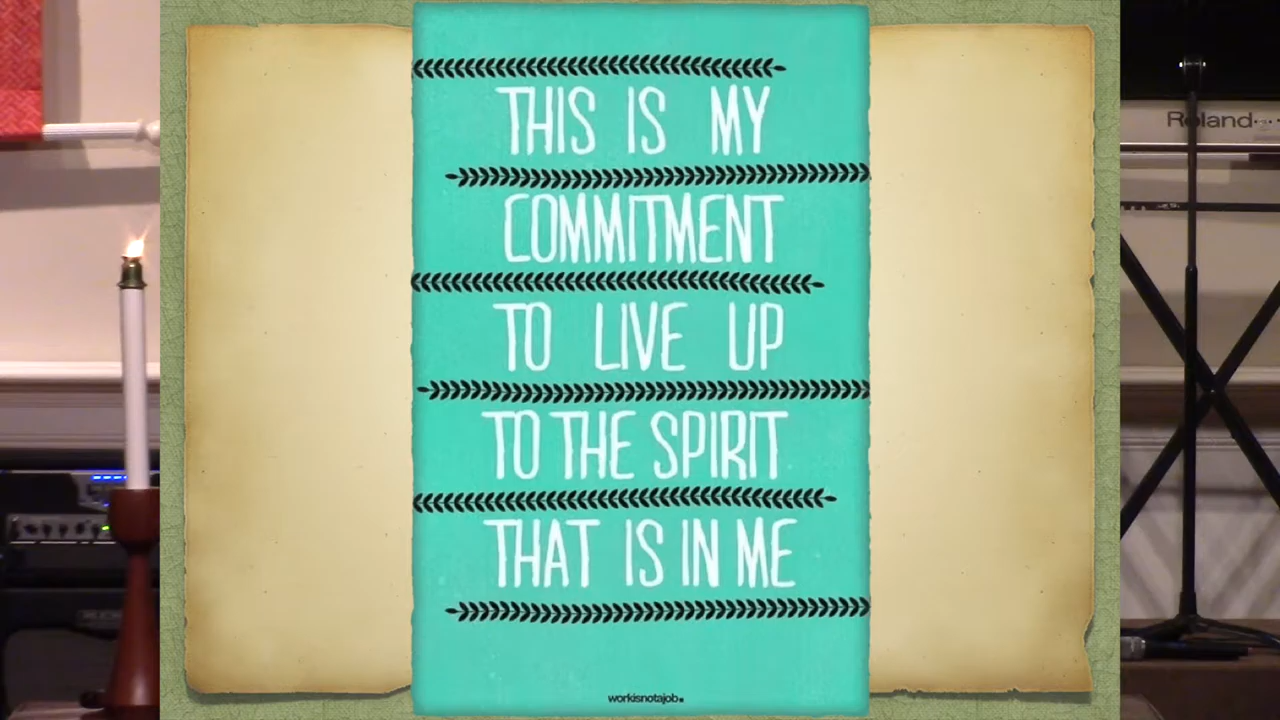 THIS IS MY
COMMITMENT
TO LIVE UP
TO THE SPIRIT
THAT IS IN ME
workisnotajob.
Roland